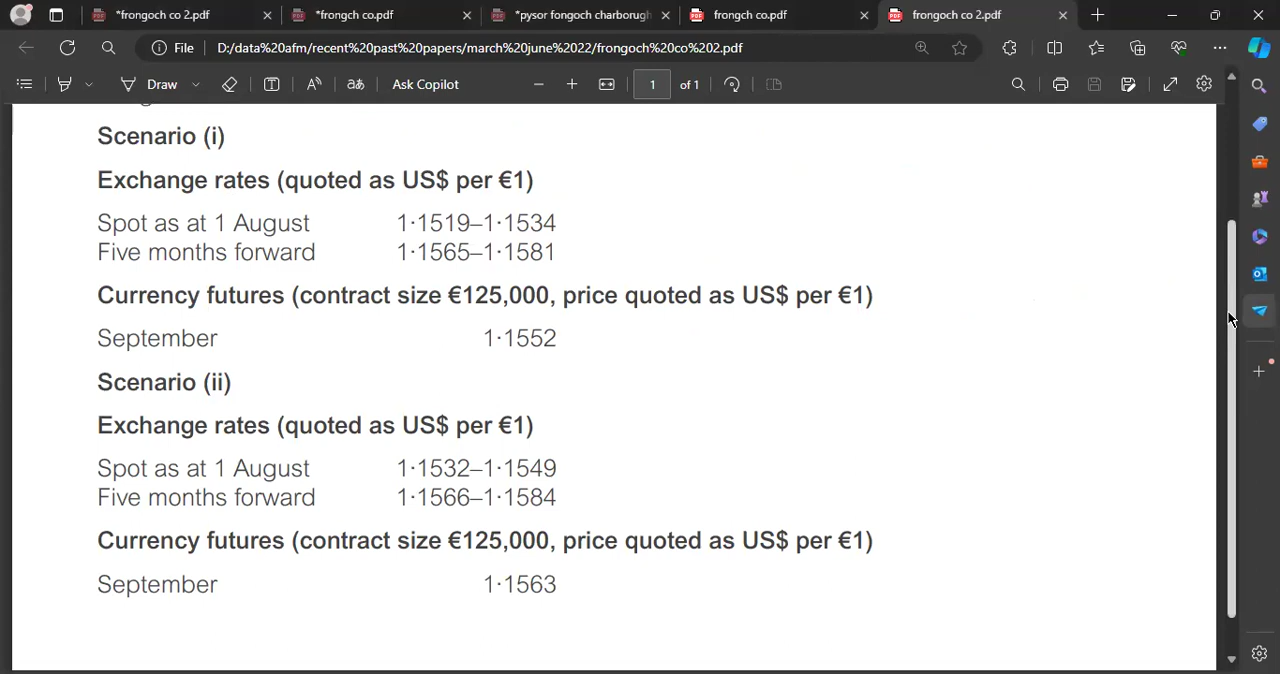 *frongoch co 2.pdf
*frongch co.pdf
*pysor fongoch charborugh
frongch co.pdf
frongoch co 2.pdf
File
D:/data%20afm/recent%20past%20papers/march%20june%2022/frongoch%20co%202.pdf
Draw
aあ
Ask Copilot
1
of 1
Scenario (i)
Exchange rates (quoted as US$ per €1)
Spot as at 1 August 1·1519–1·1534
Five months forward 1·1565–1·1581
Currency futures (contract size €125,000, price quoted as US$ per €1)
September 1·1552
Scenario (ii)
Exchange rates (quoted as US$ per €1)
Spot as at 1 August 1·1532–1·1549
Five months forward 1·1566–1·1584
Currency futures (contract size €125,000, price quoted as US$ per €1)
September 1·1563